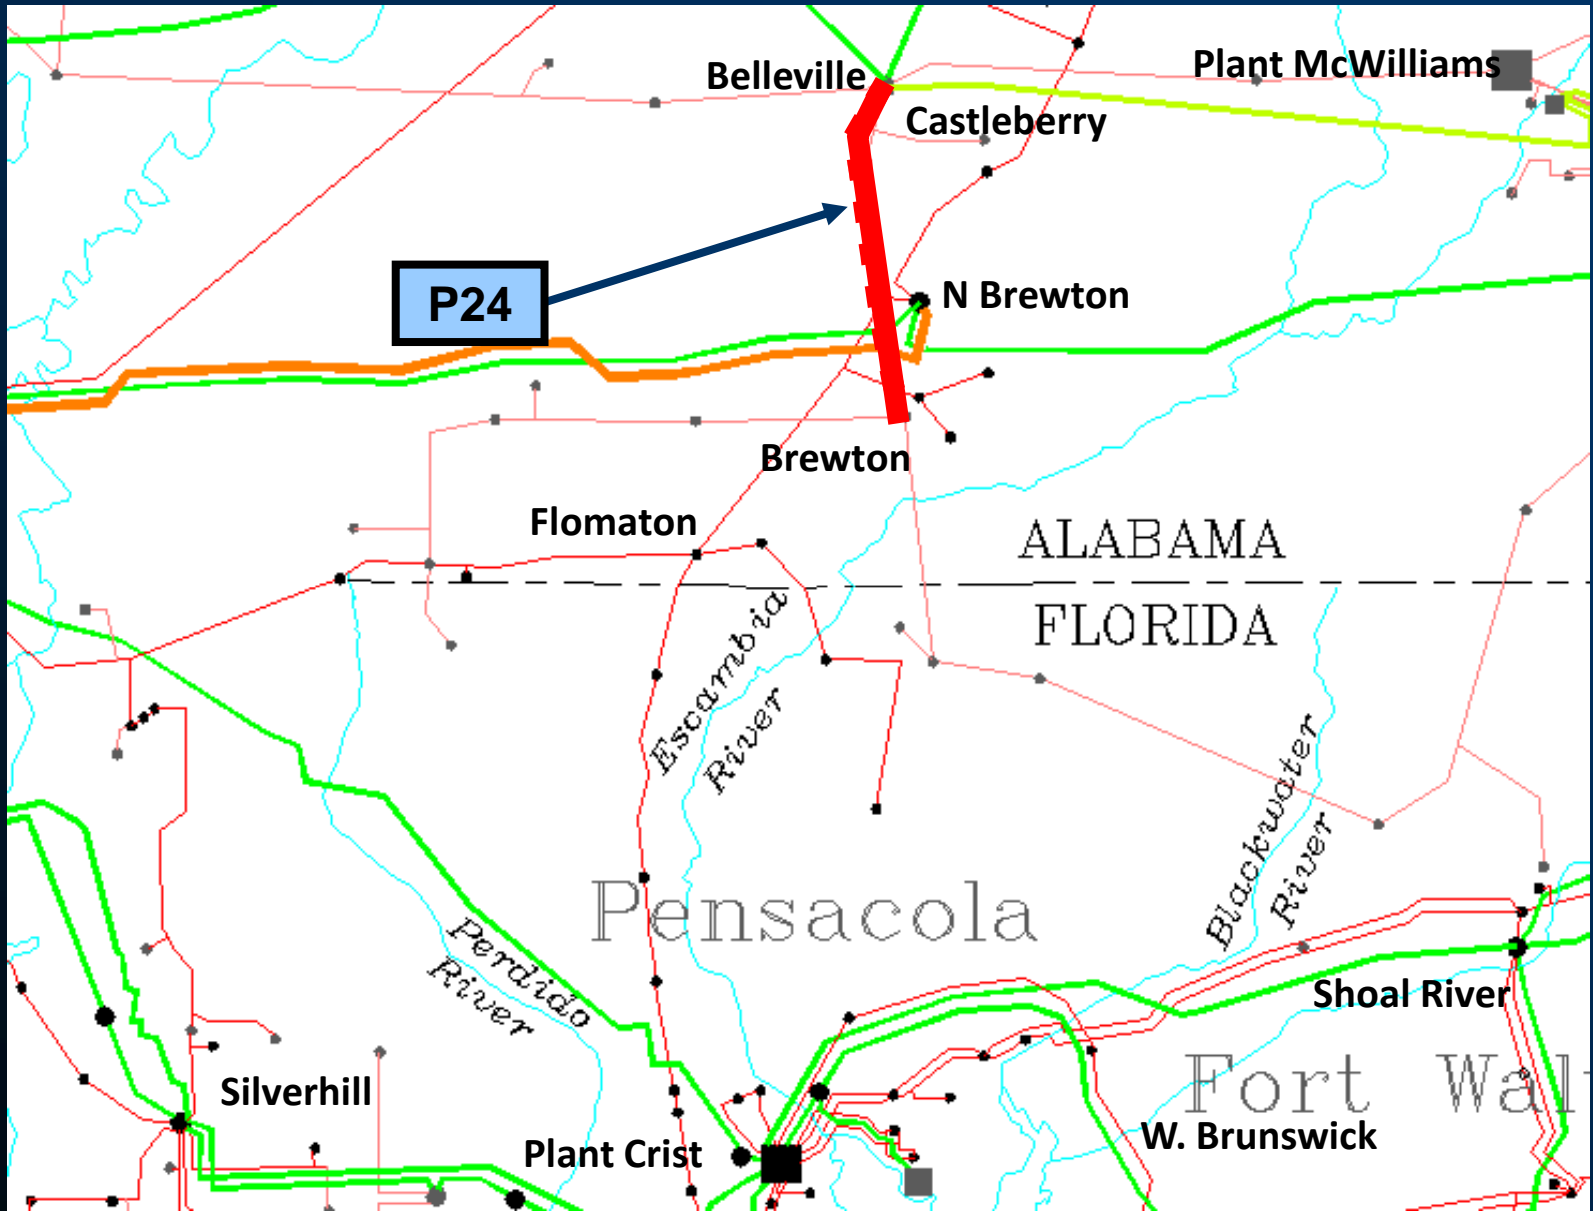 Belleville
Plant McWilliams
Castleberry
P24
N Brewton
Brewton
Flomaton
ALABAMA
FLORIDA
Escambia
River
Blackwater
River
Pensacola
Perdido
River
Shoal River
Silverhill
Fort Wal
Plant Crist
W. Brunswick